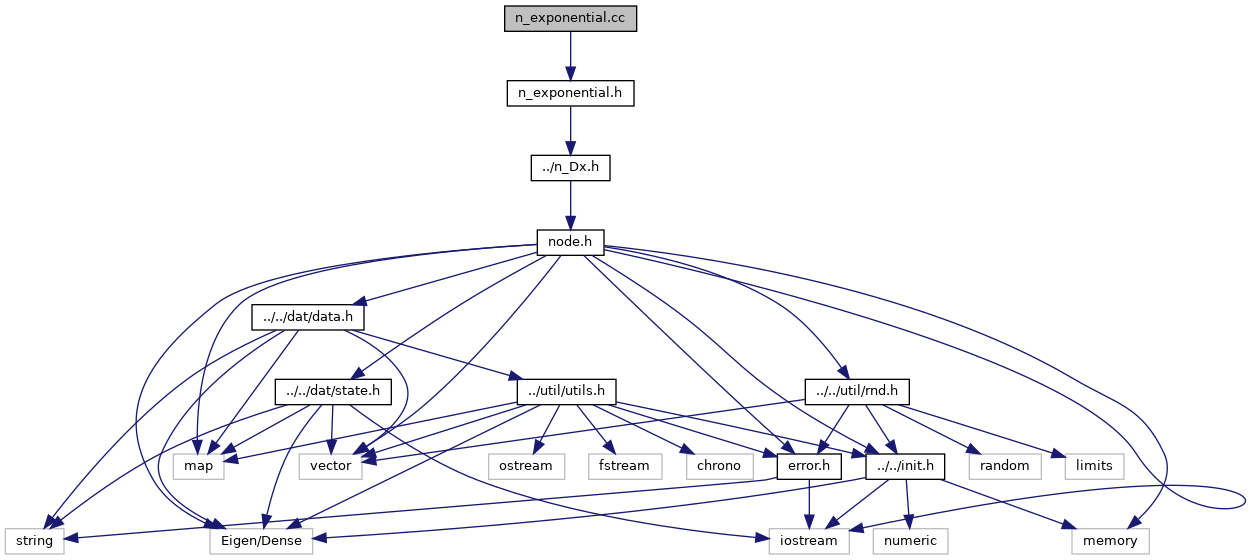 n_exponential.cc
n_exponential.h
../n_Dx.h
node.h
../../dat/data.h
../../dat/state.h
../util/utils.h
../../util/rnd.h
map
vector
ostream
fstream
chrono
error.h
../../init.h
random
limits
string
Eigen/Dense
iostream
numeric
memory